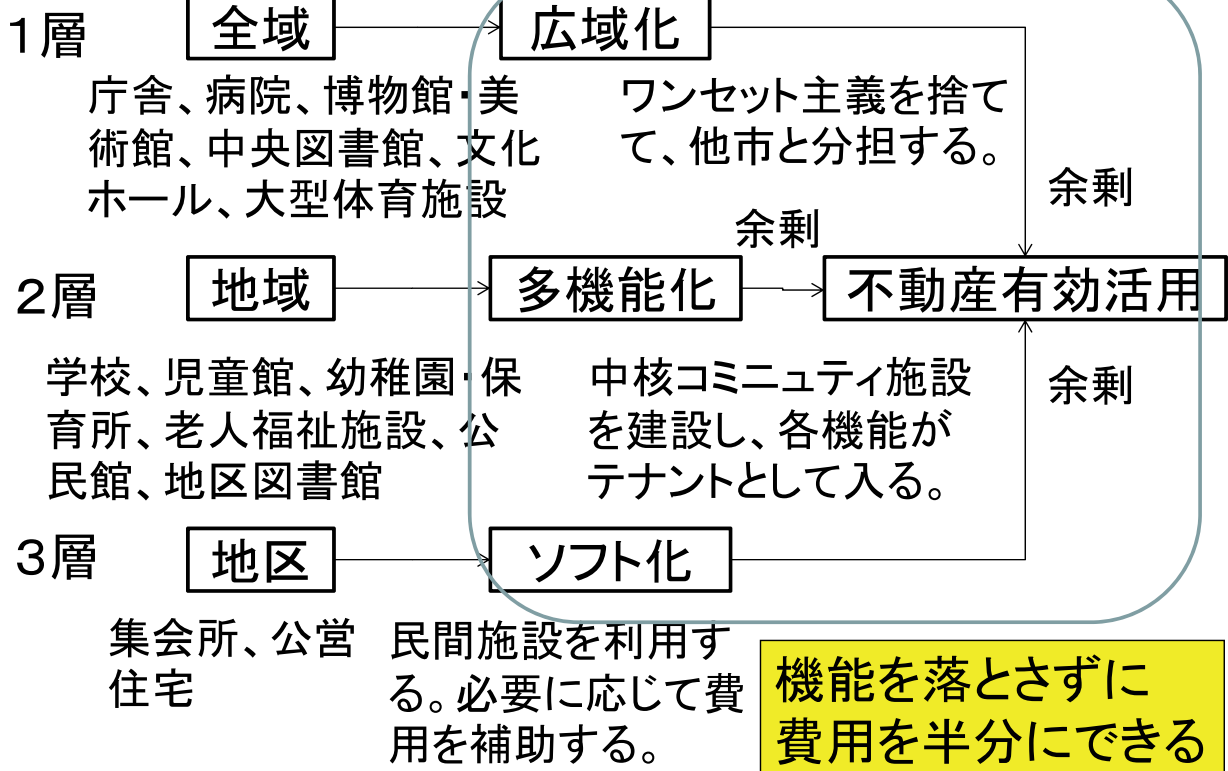 1層
全域
広域化
庁舎、病院、博物館・美
術館、中央図書館、文化
ホール、大型体育施設
ワンセット主義を捨て
て、他市と分担する。
余剰
2層
地域
多機能化
余剰
不動産有効活用
学校、児童館、幼稚園・保
育所、老人福祉施設、公
民館、地区図書館
中核コミニュティ施設
を建設し、各機能が
テナントとして入る。
余剰
3層
地区
ソフト化
集会所、公営
住宅
民間施設を利用す
る。必要に応じて費
用を補助する。
機能を落とさずに
費用を半分にできる